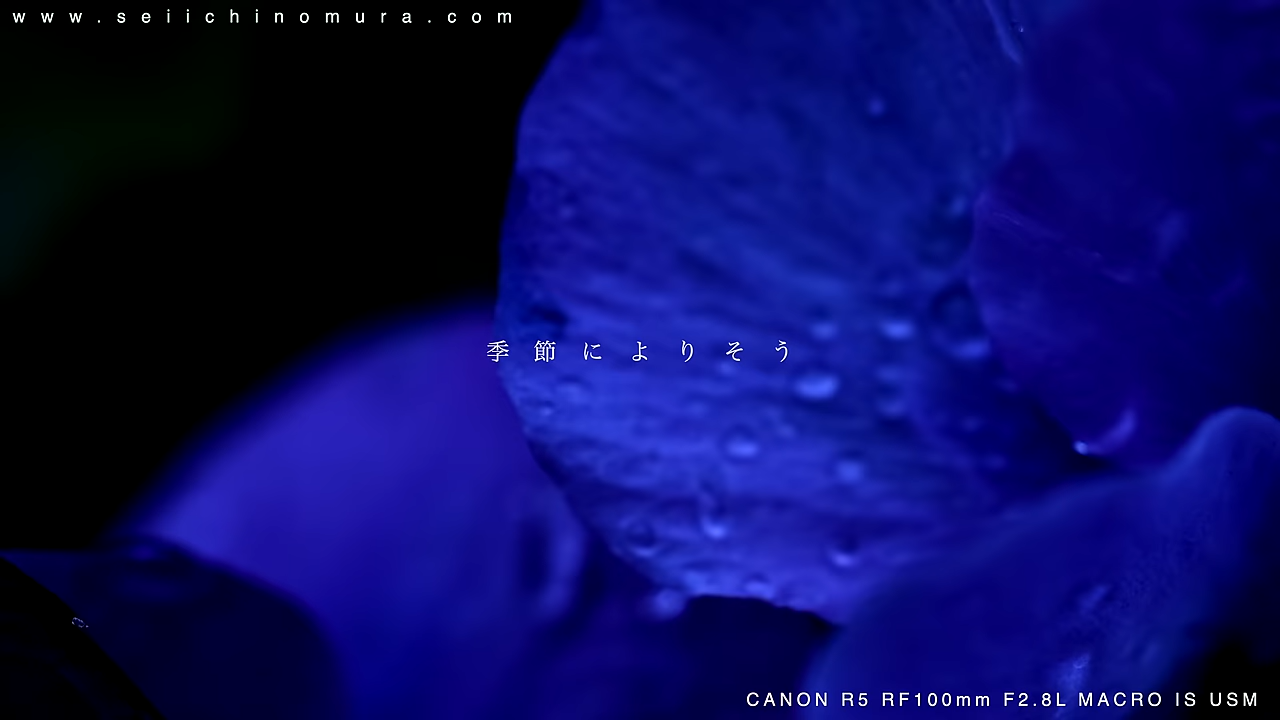 www.seiichinomura.com
季節によりそう
CANON R5 RF100mm F2.8L MACRO IS USM